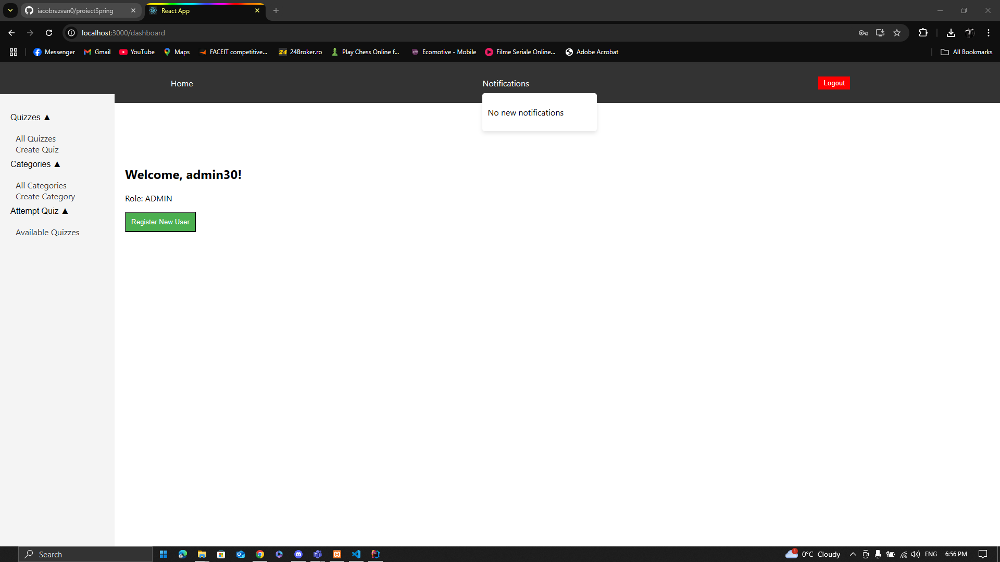 iacobrazvan0/proiectSpring
React App
localhost:3000/dashboard
Messenger
Gmail
YouTube
Maps
FACEIT competitive...
24Broker.ro
Play Chess Online f...
Ecomotive - Mobile
Filme Seriale Online...
Adobe Acrobat
All Bookmarks
Home
Notifications
Logout
No new notifications
Quizzes ▲
All Quizzes
Create Quiz
Categories ▲
All Categories
Create Category
Attempt Quiz ▲
Available Quizzes
Welcome, admin30!
Role: ADMIN
Register New User
Search
1
0°C Cloudy
ENG
6:56 PM